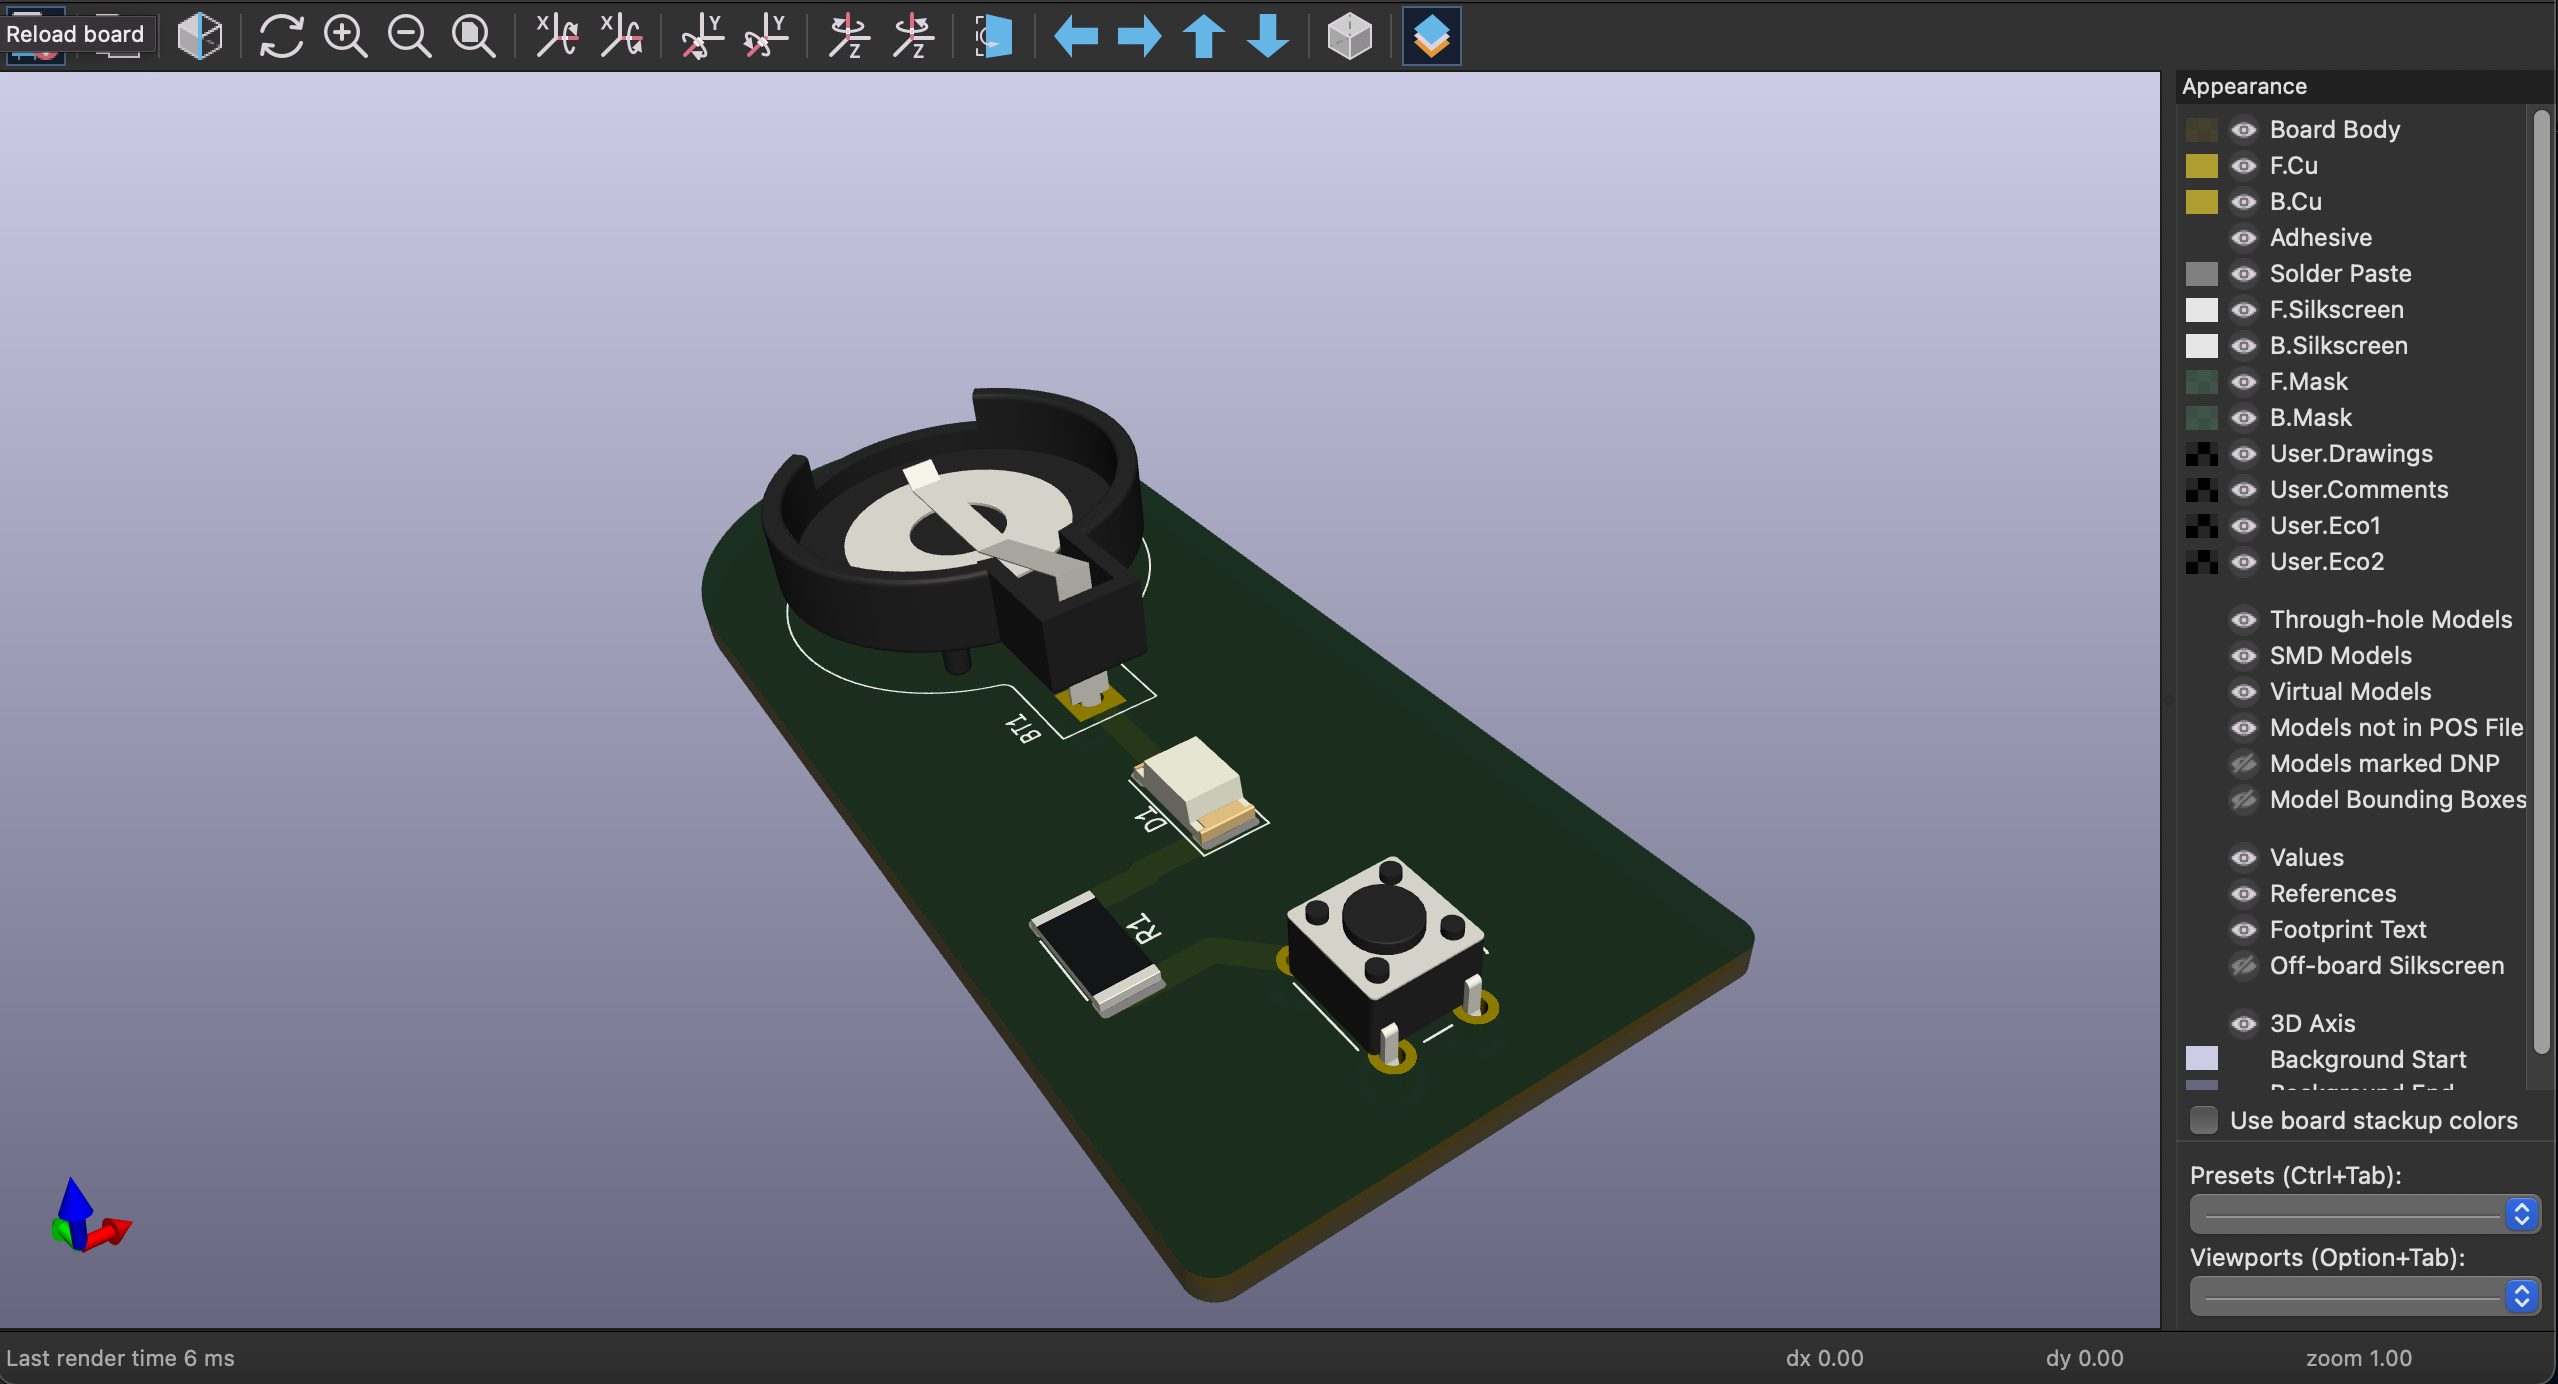 Reload board
X
X
Y
Y
Z
Z
Appearance
Board Body
F.Cu
B.Cu
Adhesive
Solder Paste
F.Silkscreen
B.Silkscreen
F.Mask
B.Mask
User.Drawings
User.Comments
User.Eco1
User.Eco2
Through-hole Models
SMD Models
Virtual Models
Models not in POS File
Models marked DNP
Model Bounding Boxes
Values
References
Footprint Text
Off-board Silkscreen
3D Axis
Background Start
Background End
Use board stackup colors
Presets (Ctrl+Tab):
Viewports (Option+Tab):
BT1
D1
R1
Last render time 6 ms
dx 0.00
dy 0.00
zoom 1.00